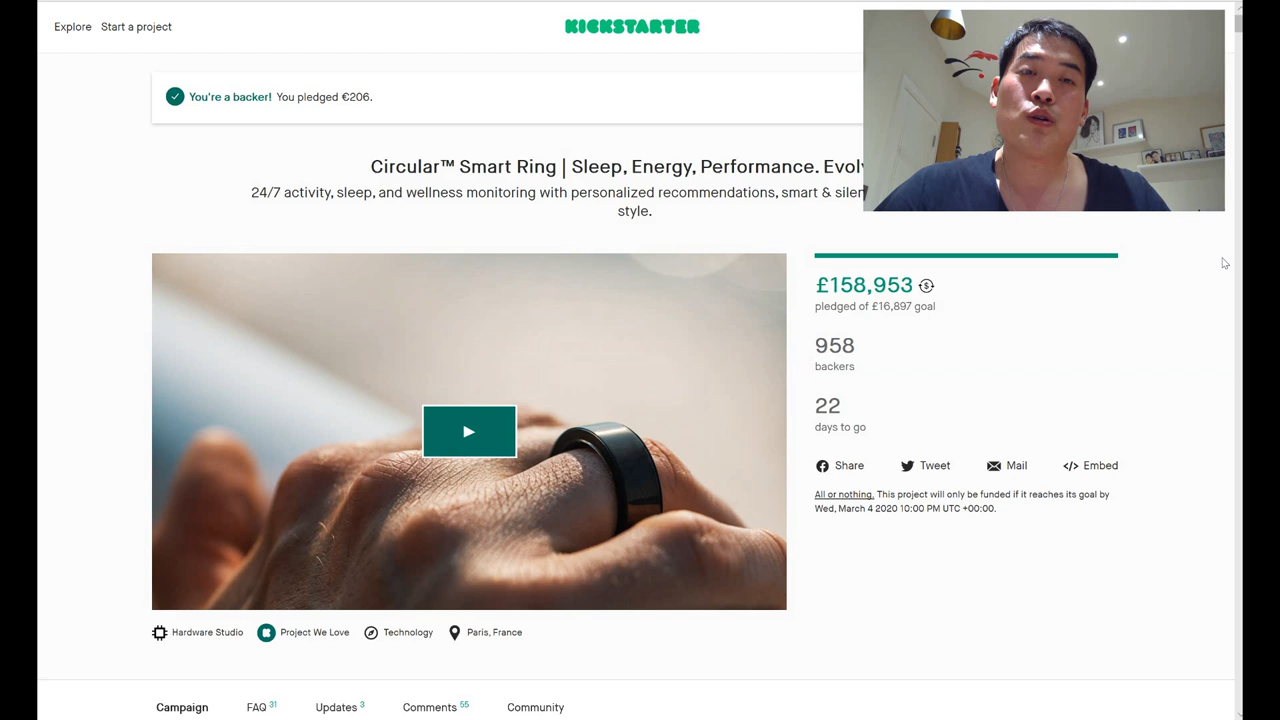 Explore Start a project
KICKSTARTER
You're a backer! You pledged €206.
Circular™ Smart Ring | Sleep, Energy, Performance.
24/7 activity, sleep, and wellness monitoring with personalized recommendations, smart &
style.
£158,953
pledged of £16,897 goal
958
backers
22
days to go
Share Tweet Mail Embed
All or nothing. This project will only be funded if it reaches its goal by
Wed, March 4 2020 10:00 PM UTC +00:00.
Hardware Studio Project We Love Technology Paris, France
Campaign FAQ 31 Updates 3 Comments 55 Community